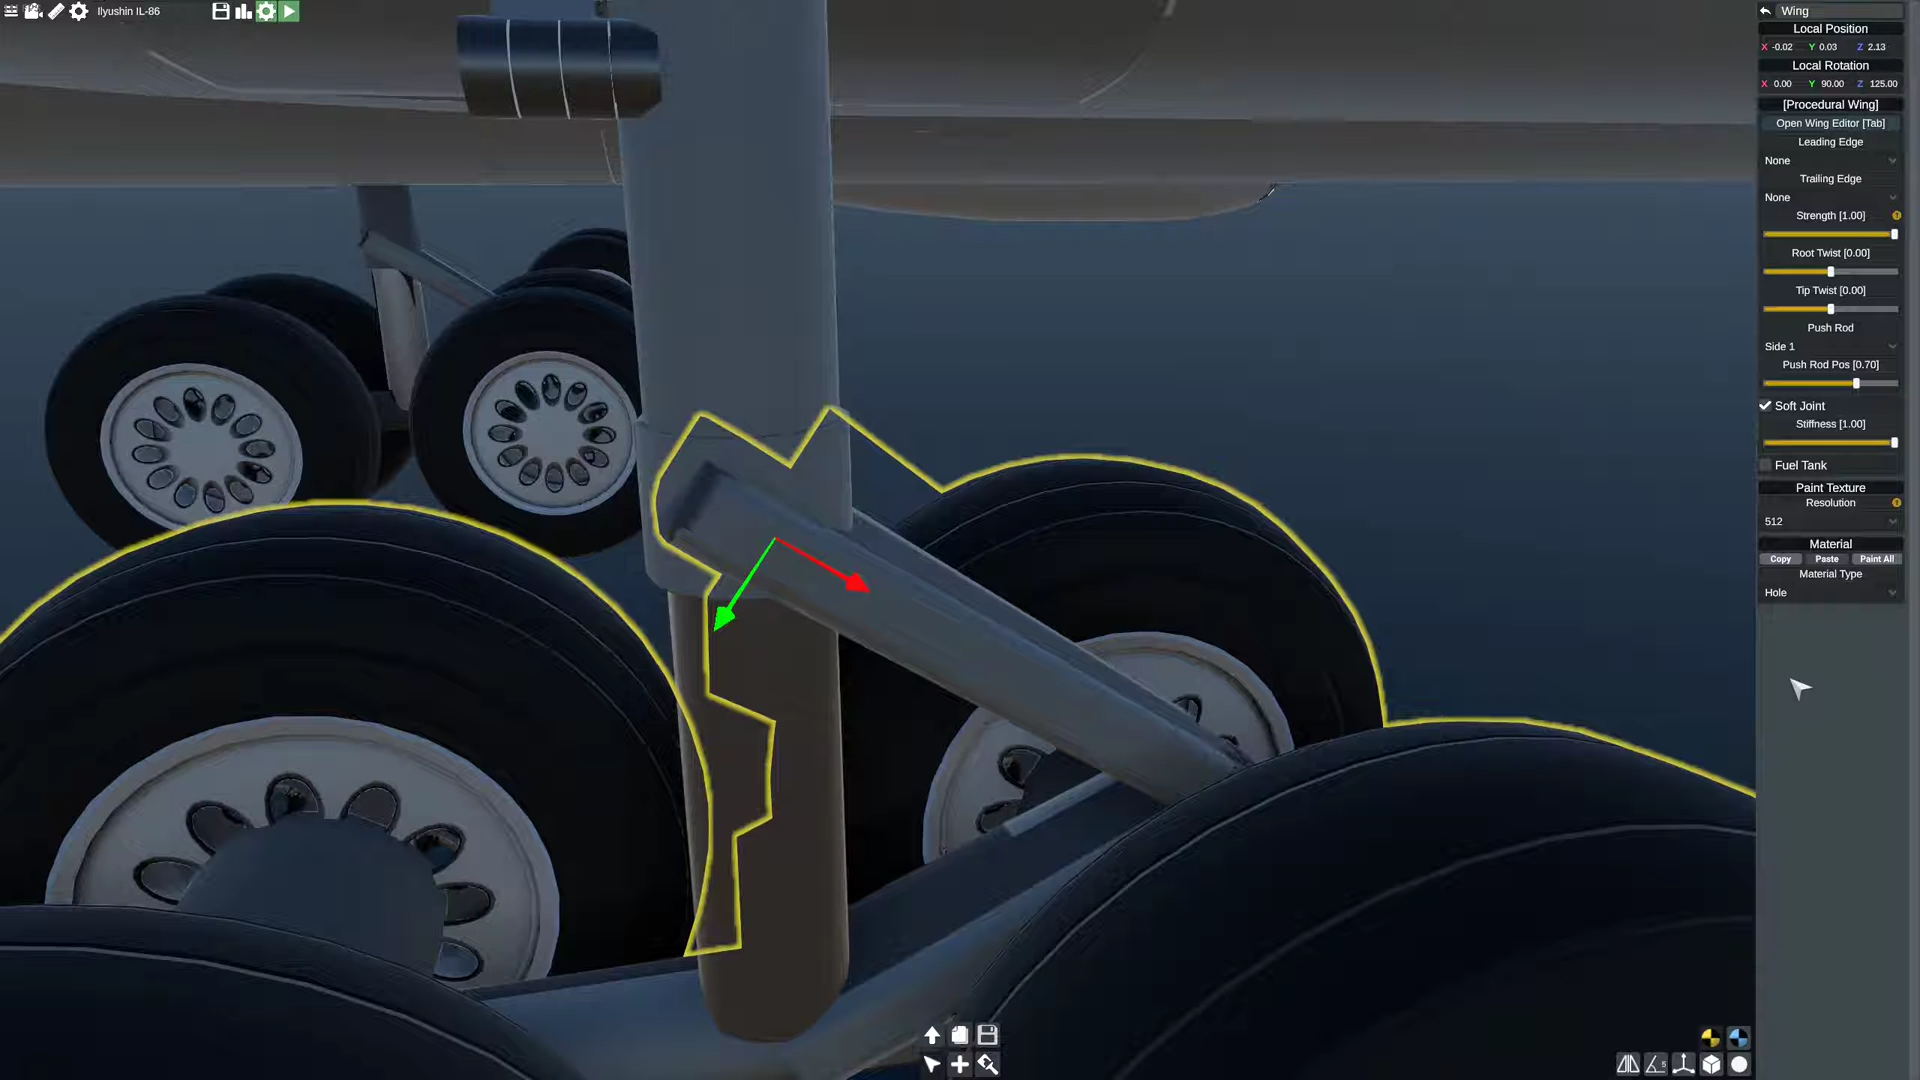 Ilyushin IL-86
Wing
Local Position
X -0.02 Y 0.03 Z 2.13
Local Rotation
X 0.00 Y 90.00 Z 125.00
[Procedural Wing]
Open Wing Editor [Tab]
Leading Edge
None
Trailing Edge
None
Strength [1.00]
Root Twist [0.00]
Tip Twist [0.00]
Push Rod
Side 1
Push Rod Pos [0.70]
Soft Joint
Stiffness [1.00]
Fuel Tank
Paint Texture
Resolution
512
Material
Copy Paste Paint All
Material Type
Hole